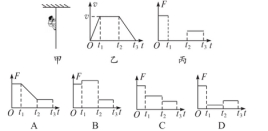 v
v
O t₁ t₂ t₃ t
F
O t₁ t₂ t₃ t
甲 乙 丙
F
O t₁ t₂ t₃ t
F
O t₁ t₂ t₃ t
F
O t₁ t₂ t₃ t
F
O t₁ t₂ t₃ t
A B C D